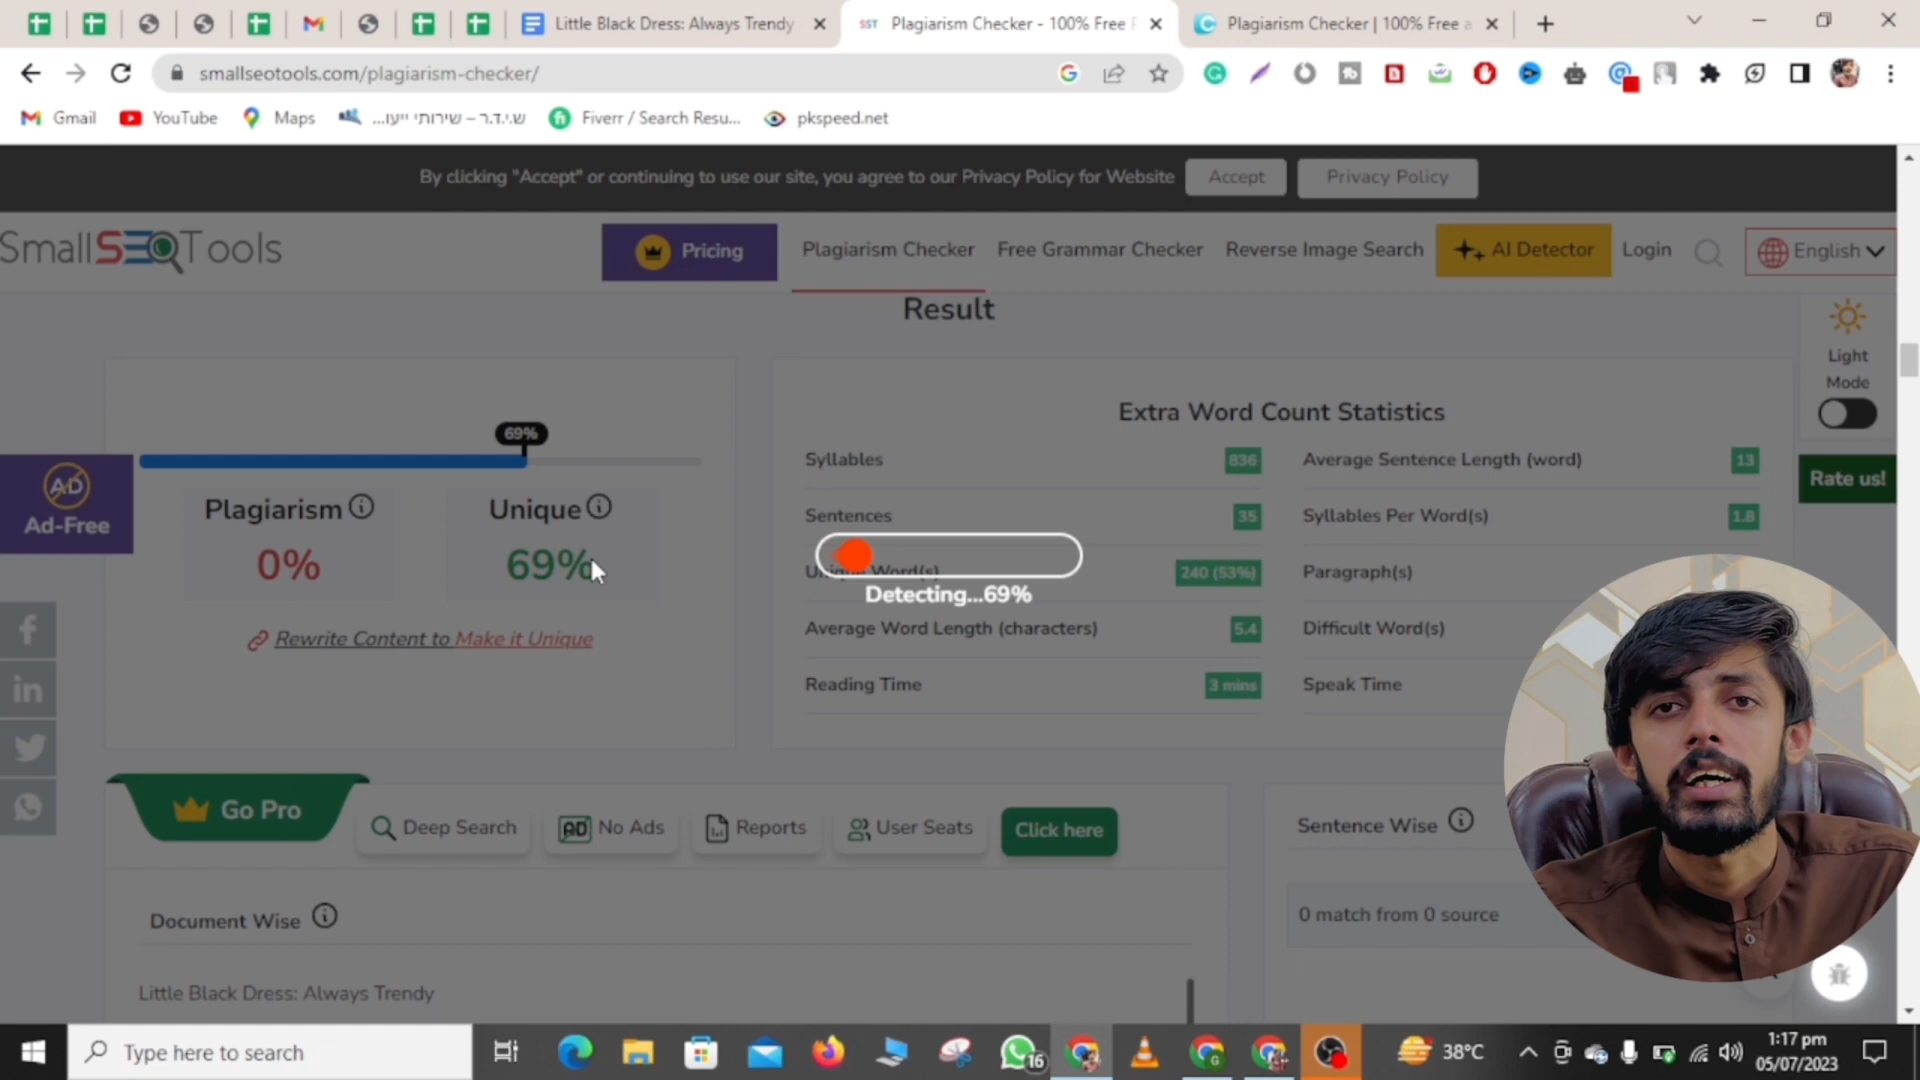 Little Black Dress: Always Trendy
SST Plagiarism Checker - 100% Free
Plagiarism Checker | 100% Free a
smallseotools.com/plagiarism-checker/
Gmail
YouTube
Maps
ש.י.ד.ר – שירותי ייעו...
Fiverr / Search Resu...
pkspeed.net
By clicking "Accept" or continuing to use our site, you agree to our Privacy Policy for Website
Accept
Privacy Policy
SmallSEOTools
Pricing
Plagiarism Checker
Free Grammar Checker
Reverse Image Search
AI Detector
Login
English
Result
Light
Mode
69%
Plagiarism
0%
Unique
69%
Rewrite Content to Make it Unique
AD
Ad-Free
Extra Word Count Statistics
Syllables 836
Average Sentence Length (word) 13
Sentences 35
Syllables Per Word(s) 1.8
Unique Word(s) 240 (53%)
Paragraph(s)
Detecting...69%
Average Word Length (characters) 5.4
Difficult Word(s)
Reading Time 3 mins
Speak Time
Rate us!
Go Pro
Deep Search
AD No Ads
Reports
User Seats
Click here
Sentence Wise
Document Wise
0 match from 0 source
Little Black Dress: Always Trendy
Type here to search
16
38°C
1:17 pm
05/07/2023